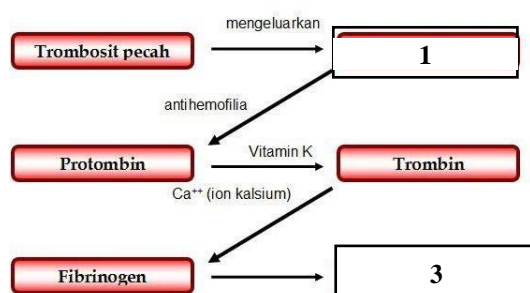 mengeluarkan
Trombosit pecah
1
antihemofilia
Protombin
Vitamin K
Trombin
Ca⁺⁺ (ion kalsium)
Fibrinogen
3